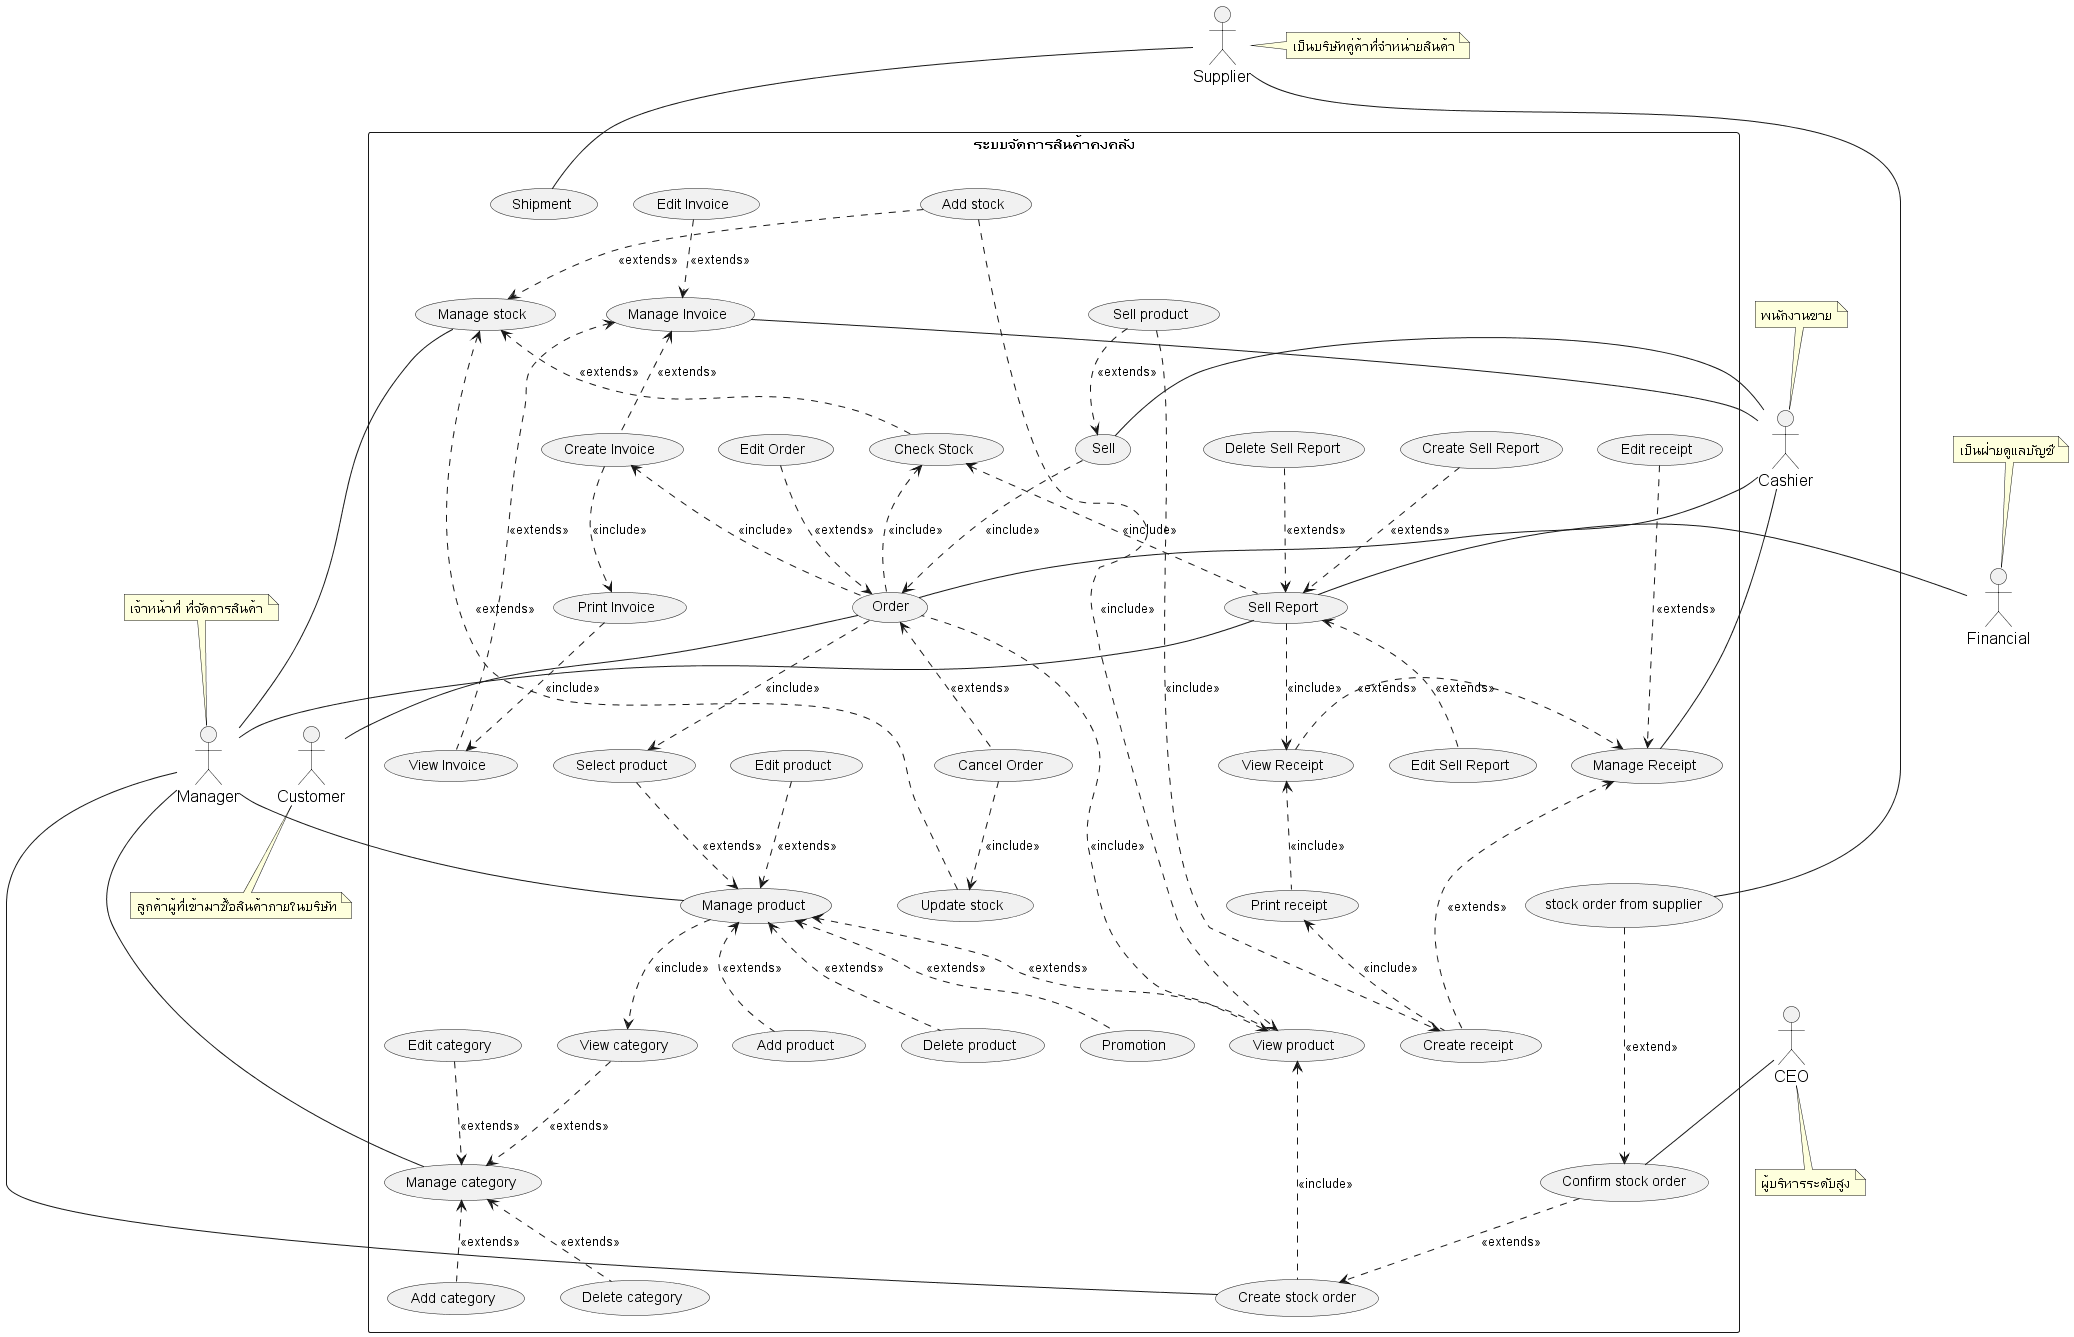 Supplier
เป็นบริษัทคู่ค้าที่จำหน่ายสินค้า
ระบบจัดการสินค้าคงคลัง
Shipment
Edit Invoice
Add stock
«extends»
«extends»
Manage stock
Manage Invoice
Sell product
พนักงานขาย
«extends»
«extends»
«extends»
Create Invoice
Edit Order
Check Stock
Sell
Delete Sell Report
Create Sell Report
Edit receipt
Cashier
เป็นฝ่ายดูแลบัญชี
«extends»
«include»
«include»
«extends»
«include»
«include»
«include»
«extends»
«extends»
เจ้าหน้าที่ ที่จัดการสินค้า
«extends»
Print Invoice
Order
«include»
Sell Report
«extends»
Financial
«include»
«include»
«extends»
«include»
«include»
«extends»
«extends»
Manager
Customer
View Invoice
Select product
Edit product
Cancel Order
View Receipt
Edit Sell Report
Manage Receipt
«extends»
«extends»
«include»
«include»
«include»
ลูกค้าผู้ที่เข้ามาซื้อสินค้าภายในบริษัท
Manage product
Update stock
Print receipt
«extends»
stock order from supplier
«include»
«extends»
«extends»
«extends»
«extends»
«include»
Edit category
View category
Add product
Delete product
Promotion
View product
Create receipt
«extend»
CEO
«extends»
«extends»
Manage category
«include»
Confirm stock order
ผู้บริหารระดับสูง
«extends»
«extends»
«extends»
Add category
Delete category
Create stock order